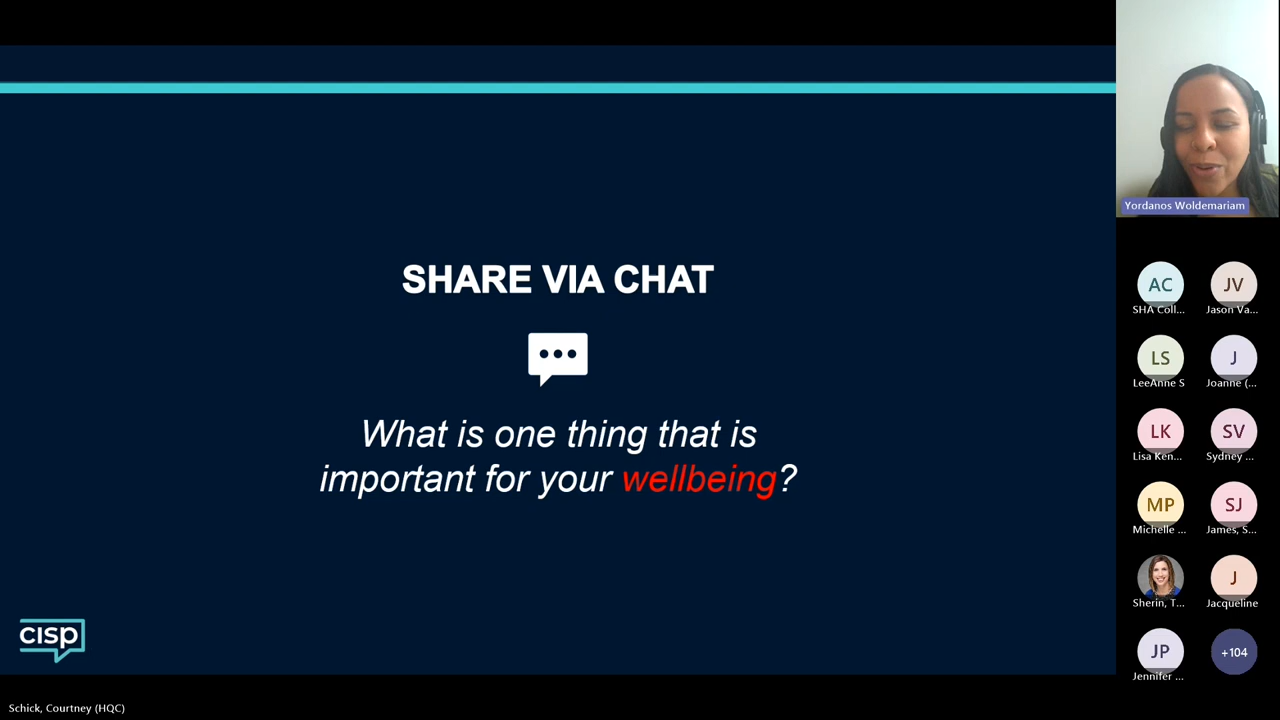 SHARE VIA CHAT
What is one thing that is
important for your wellbeing?
cisp
Yordanos Woldemariam
AC
SHA Coll...
JV
Jason Va...
LS
LeeAnne S
J
Joanne (...
LK
Lisa Ken...
SV
Sydney ...
MP
Michelle ...
SJ
James, S...
Sherin, T...
J
Jacqueline
JP
Jennifer ...
+104
Schick, Courtney (HQC)